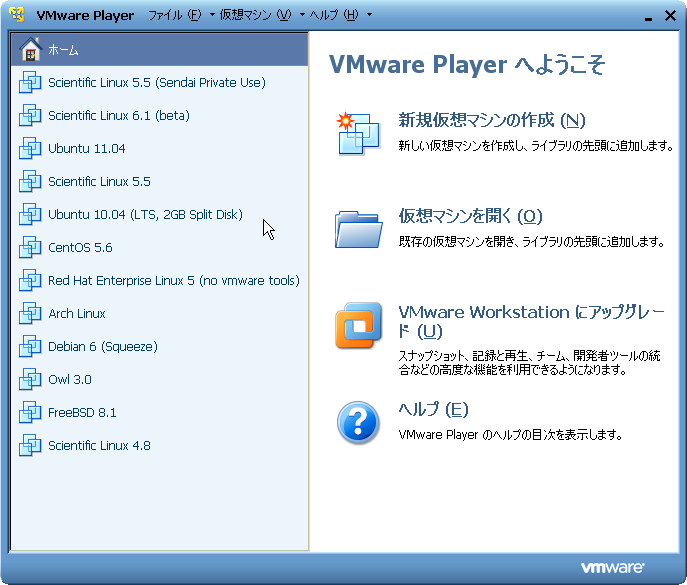 VMware Player ファイル (F) 仮想マシン (V) ヘルプ (H)
ホーム
Scientific Linux 5.5 (Sendai Private Use)
Scientific Linux 6.1 (beta)
Ubuntu 11.04
Scientific Linux 5.5
Ubuntu 10.04 (LTS, 2GB Split Disk)
CentOS 5.6
Red Hat Enterprise Linux 5 (no vmware tools)
Arch Linux
Debian 6 (Squeeze)
Owl 3.0
FreeBSD 8.1
Scientific Linux 4.8
VMware Player へようこそ
新規仮想マシンの作成 (N)
新しい仮想マシンを作成し、ライブラリの先頭に追加します。
仮想マシンを開く (O)
既存の仮想マシンを開き、ライブラリの先頭に追加します。
VMware Workstation にアップグレー
ド (U)
スナップショット、記録と再生、チーム、開発者ツールの統
合などの高度な機能を利用できるようになります。
ヘルプ (E)
VMware Player のヘルプの目次を表示します。
vmware